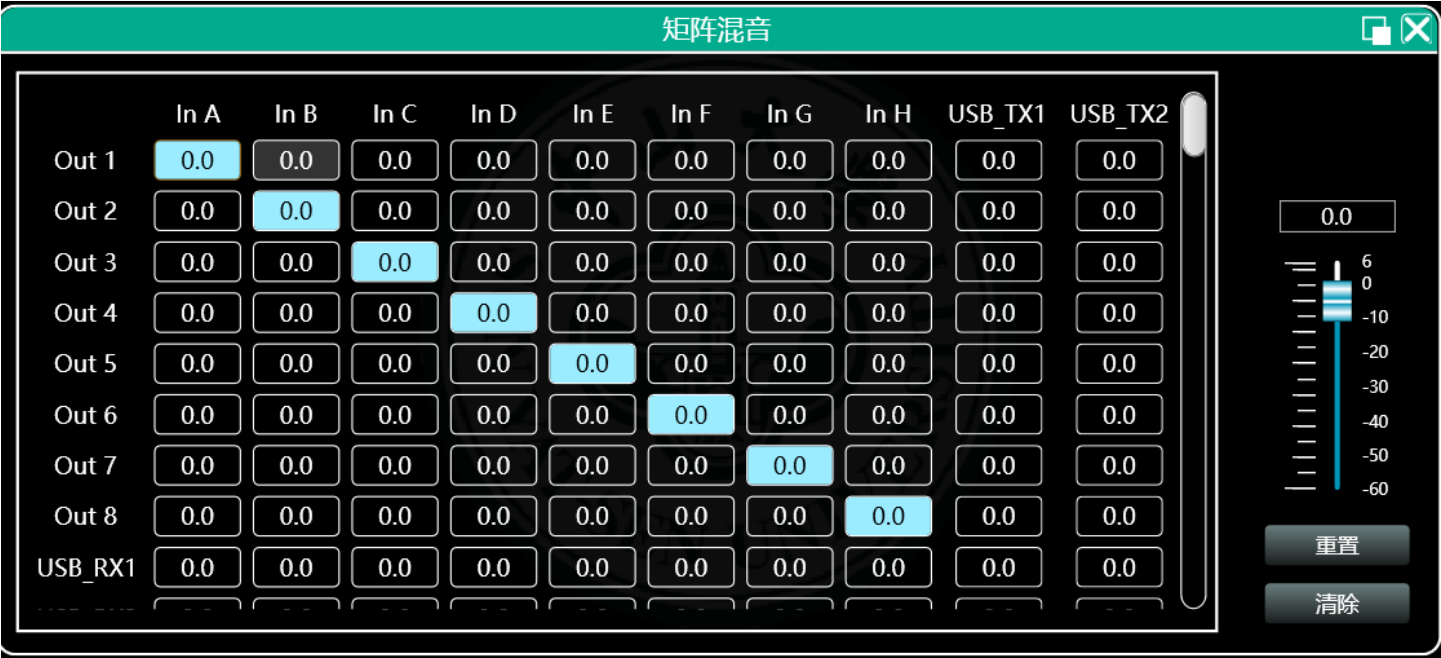 矩阵混音
In A In B In C In D In E In F In G In H USB_TX1 USB_TX2
Out 1 0.0 0.0 0.0 0.0 0.0 0.0 0.0 0.0 0.0 0.0
Out 2 0.0 0.0 0.0 0.0 0.0 0.0 0.0 0.0 0.0 0.0
0.0
Out 3 0.0 0.0 0.0 0.0 0.0 0.0 0.0 0.0 0.0 0.0
6
0
Out 4 0.0 0.0 0.0 0.0 0.0 0.0 0.0 0.0 0.0 0.0
-10
Out 5 0.0 0.0 0.0 0.0 0.0 0.0 0.0 0.0 0.0 0.0
-20
-30
Out 6 0.0 0.0 0.0 0.0 0.0 0.0 0.0 0.0 0.0 0.0
-40
Out 7 0.0 0.0 0.0 0.0 0.0 0.0 0.0 0.0 0.0 0.0
-50
-60
Out 8 0.0 0.0 0.0 0.0 0.0 0.0 0.0 0.0 0.0 0.0
重置
USB_RX1 0.0 0.0 0.0 0.0 0.0 0.0 0.0 0.0 0.0 0.0
清除